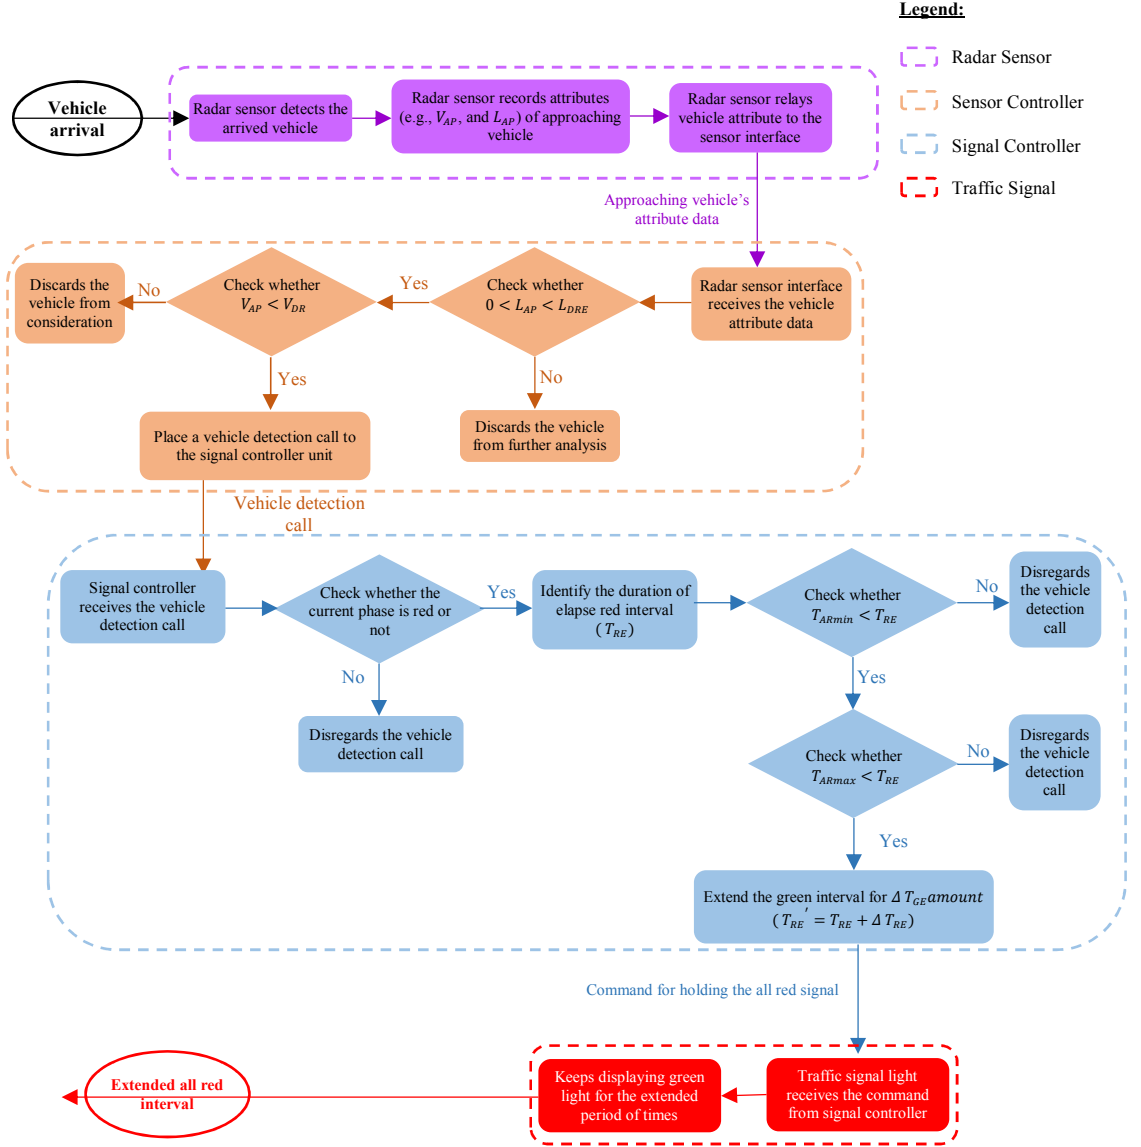 Legend:
Radar Sensor
Sensor Controller
Signal Controller
Traffic Signal
Vehicle
arrival
Radar sensor detects the
arrived vehicle
Radar sensor records attributes
(e.g., V_AP, and L_AP) of approaching
vehicle
Radar sensor relays
vehicle attribute to the
sensor interface
Approaching vehicle's
attribute data
Radar sensor interface
receives the vehicle
attribute data
Check whether
0 < L_AP < L_DRE
Yes
No
Discards the vehicle
from further analysis
Check whether
V_AP < V_DR
No
Discards the
vehicle from
consideration
Yes
Place a vehicle detection call to
the signal controller unit
Vehicle detection
call
Signal controller
receives the vehicle
detection call
Check whether the
current phase is red or
not
Yes
No
Disregards the vehicle
detection call
Identify the duration of
elapse red interval
( T_RE)
Check whether
T_ARmin < T_RE
No
Disregards
the vehicle
detection
call
Yes
Check whether
T_ARmax < T_RE
No
Disregards
the vehicle
detection
call
Yes
Extend the green interval for Δ T_GE amount
( T_RE′ = T_RE + Δ T_RE)
Command for holding the all red signal
Traffic signal light
receives the command
from signal controller
Keeps displaying green
light for the extended
period of times
Extended all red
interval